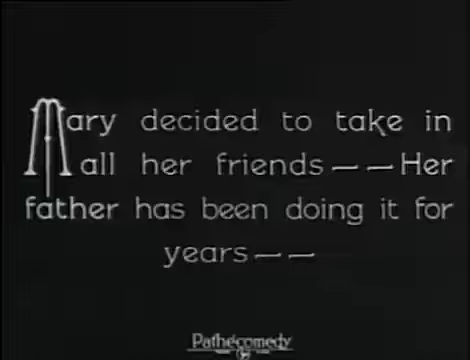 Mary decided to take in
all her friends — — Her
father has been doing it for
years — —
Pathécomedy